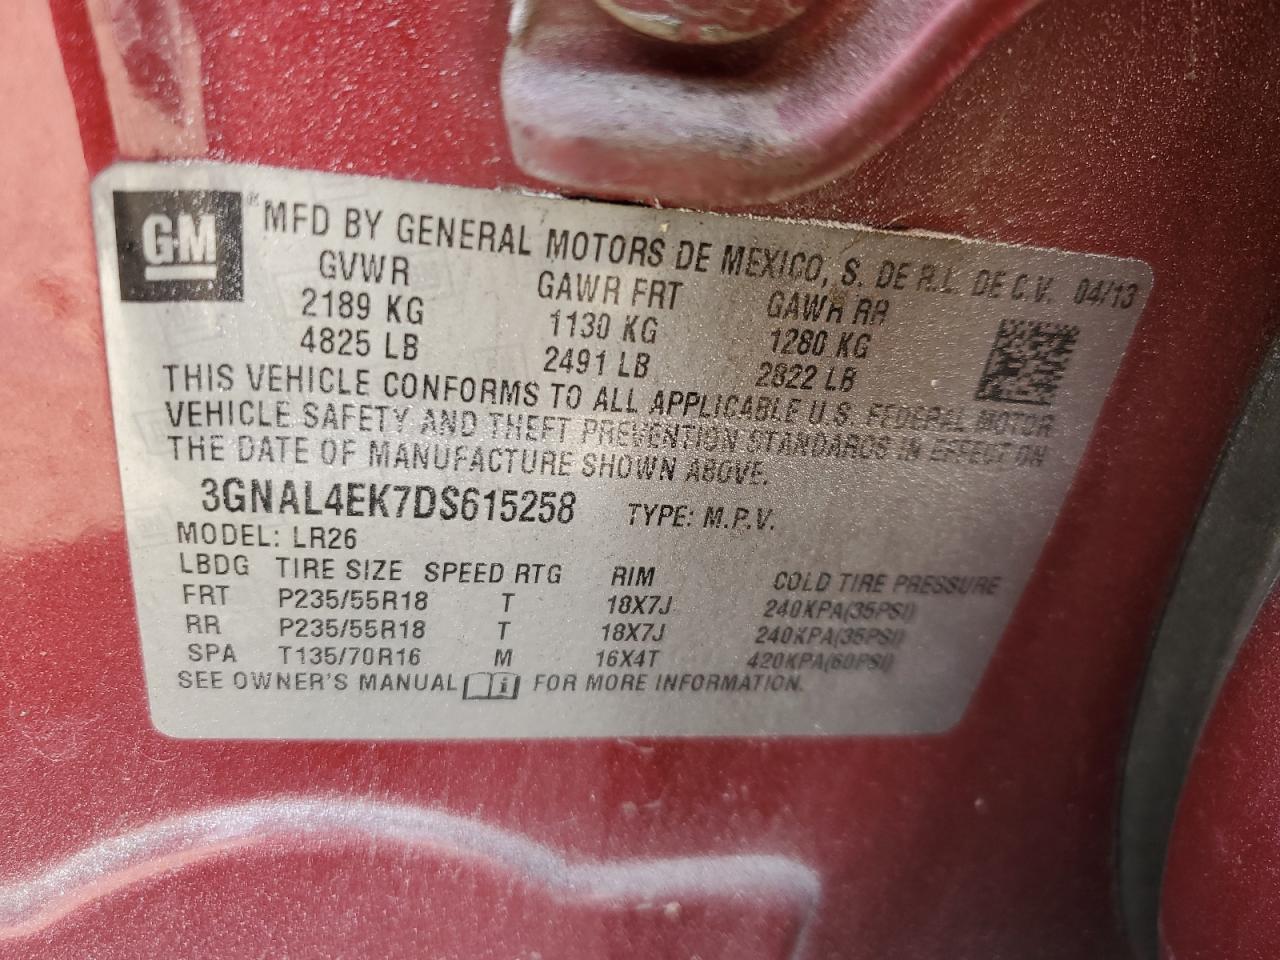 GM ® MFD BY GENERAL MOTORS DE MEXICO, S. DE R.L. DE C.V. 04/13
GVWR GAWR FRT GAWR RR
2189 KG 1130 KG 1280 KG
4825 LB 2491 LB 2822 LB
THIS VEHICLE CONFORMS TO ALL APPLICABLE U.S. FEDERAL MOTOR
VEHICLE SAFETY AND THEFT PREVENTION STANDARDS IN EFFECT ON
THE DATE OF MANUFACTURE SHOWN ABOVE.
3GNAL4EK7DS615258 TYPE: M.P.V.
MODEL: LR26
LBDG TIRE SIZE SPEED RTG RIM COLD TIRE PRESSURE
FRT P235/55R18 T 18X7J 240KPA(35PSI)
RR P235/55R18 T 18X7J 240KPA(35PSI)
SPA T135/70R16 M 16X4T 420KPA(60PSI)
SEE OWNER'S MANUAL i FOR MORE INFORMATION.